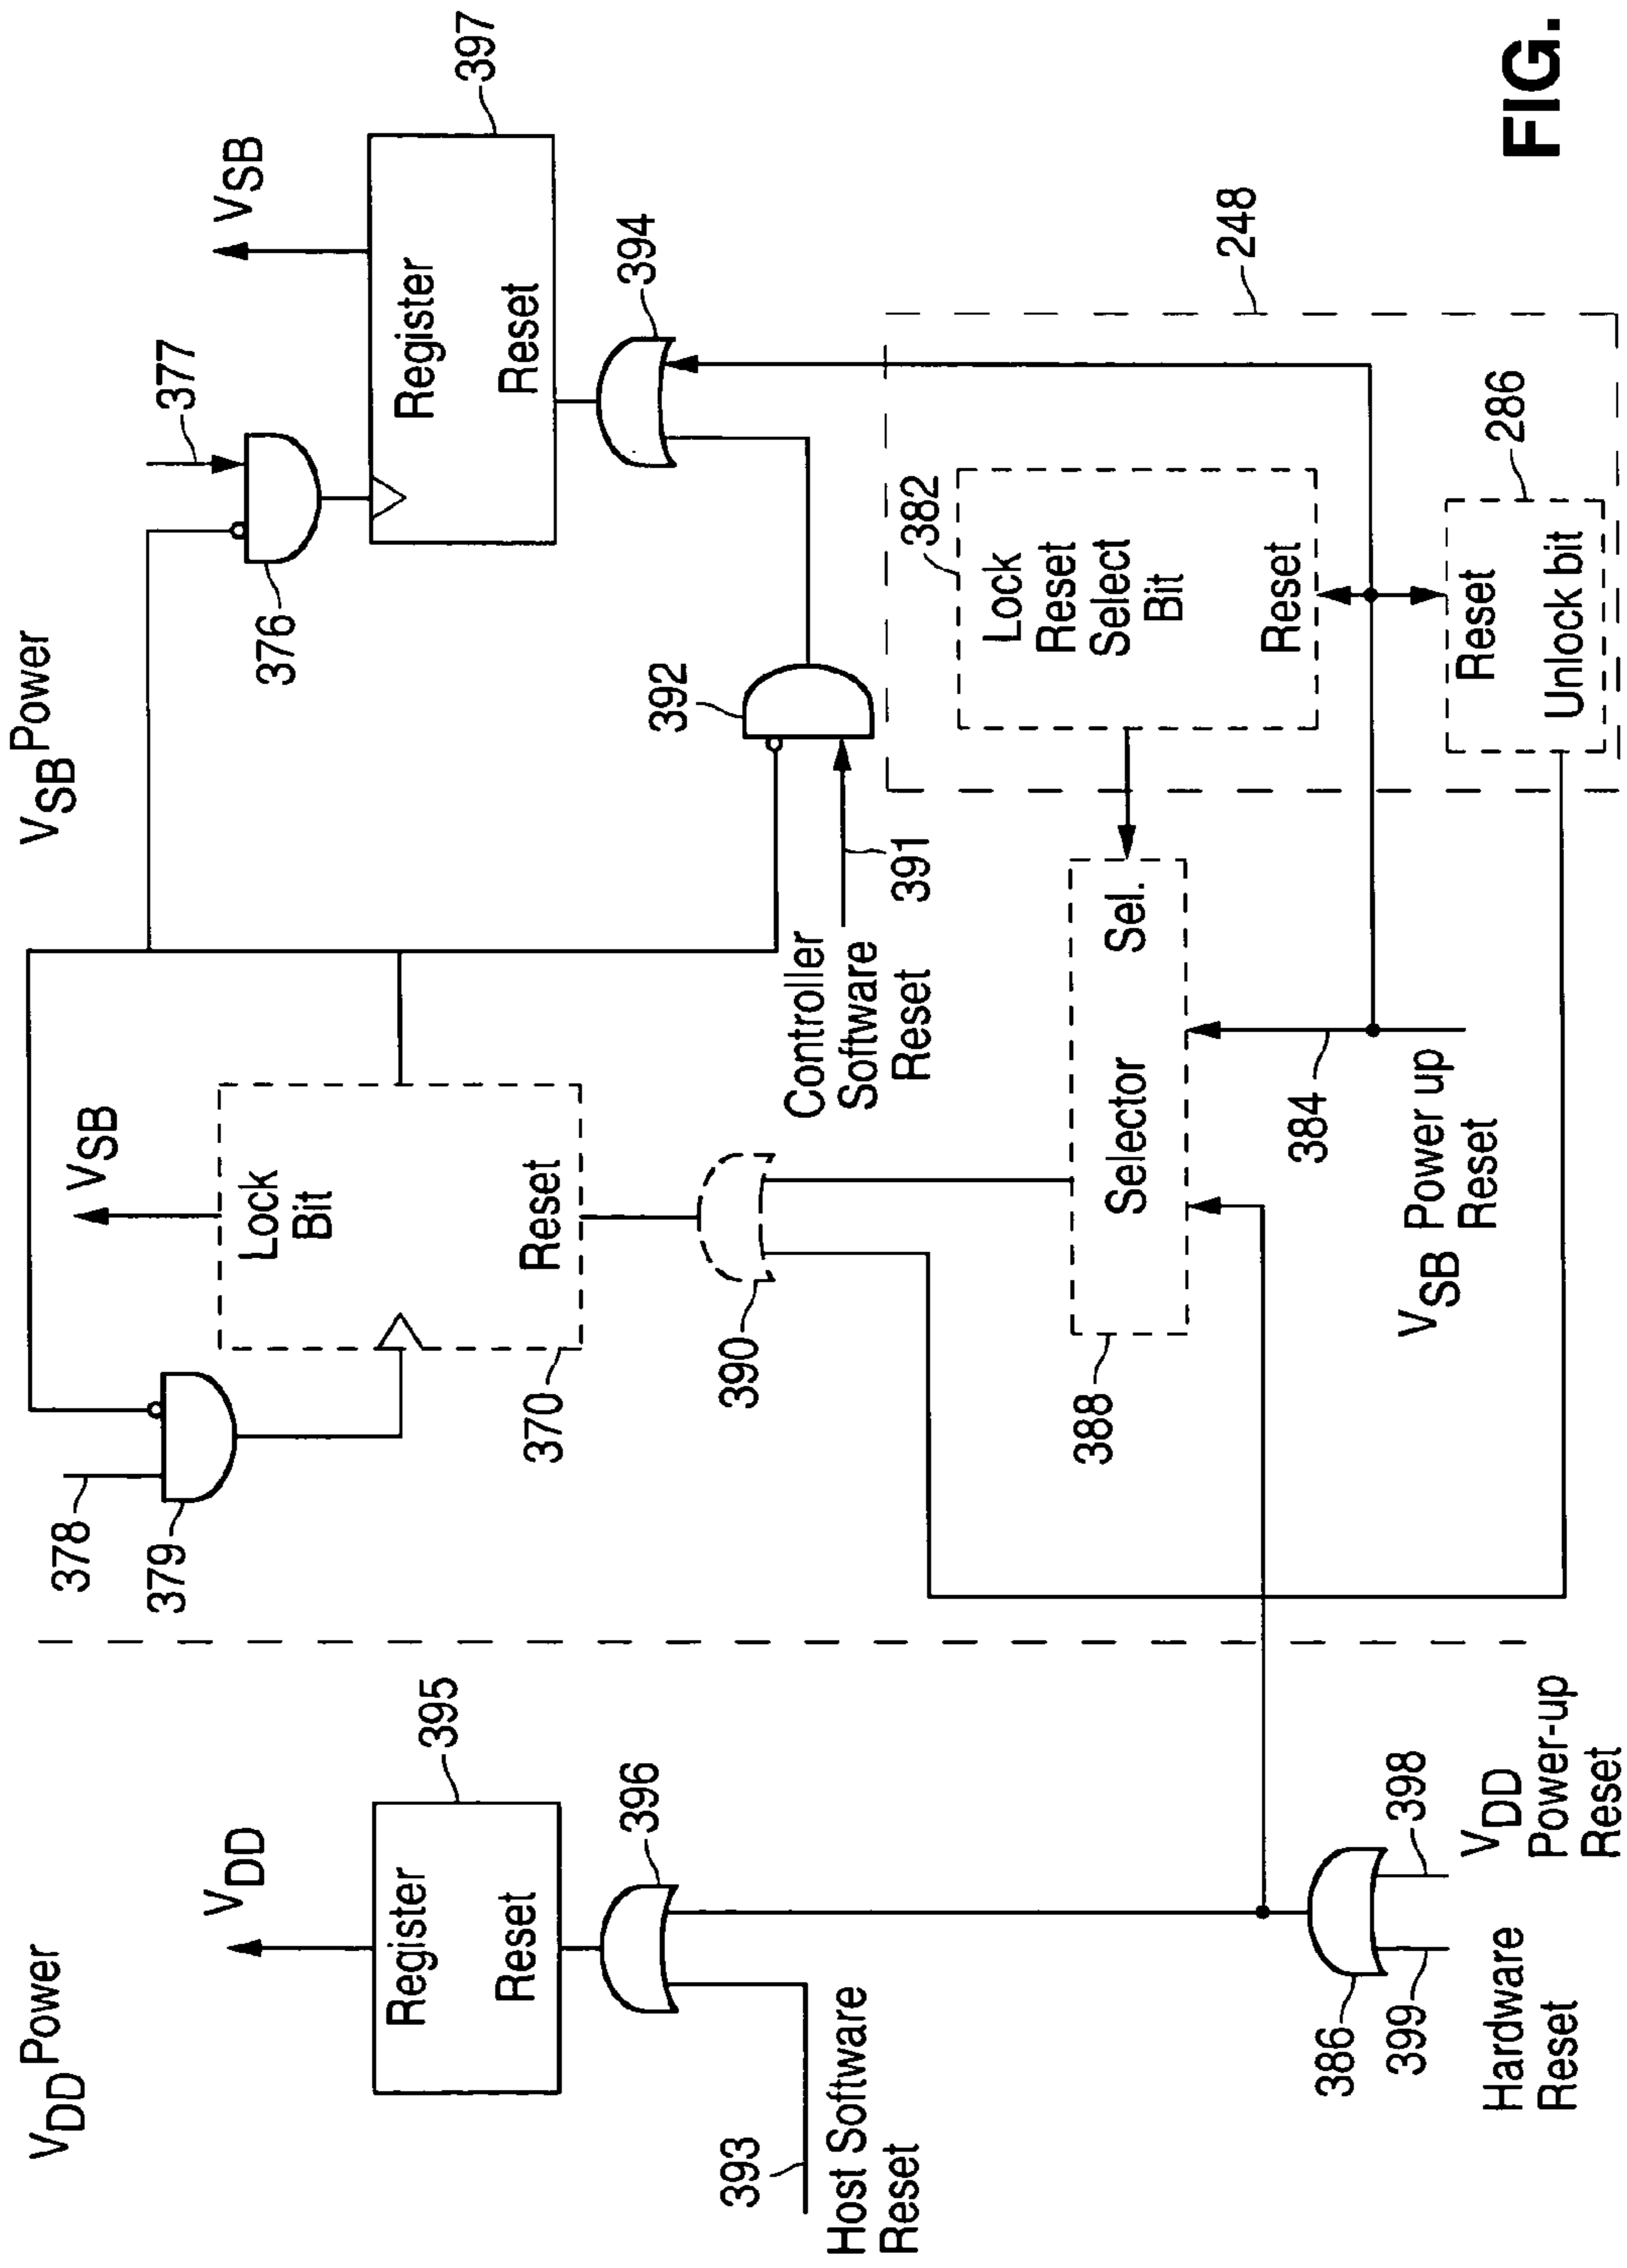 VDD Power
VSB Power
VDD
Register
Reset
395
396
393
Host Software
Reset
386
399
398
Hardware
Reset
VDD
Power-up
Reset
378
379
VSB
Lock
Bit
Reset
370
390
388
Selector
Sel.
384
VSB Power up
Reset
Controller
Software
Reset
391
392
376
377
VSB
Register
Reset
397
394
382
Lock
Reset
Select
Bit
Reset
248
286
Reset
Unlock bit
FIG.